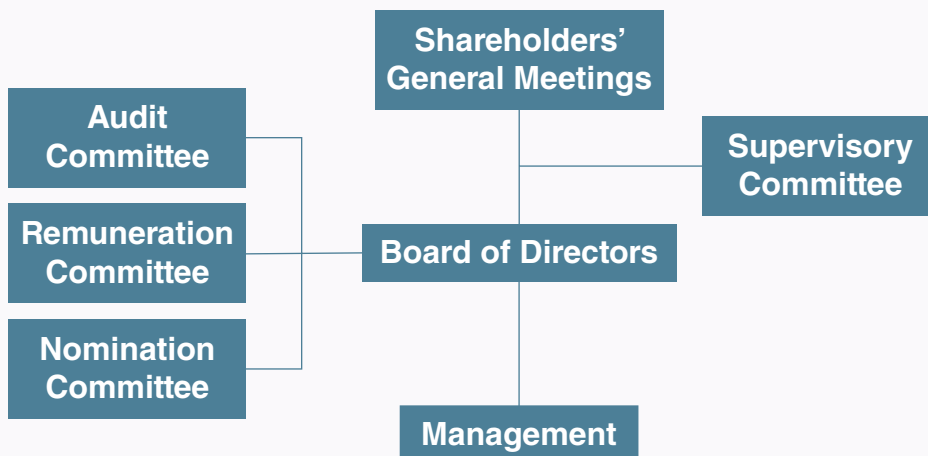 Shareholders’
General Meetings
Audit
Committee
Supervisory
Committee
Remuneration
Committee
Board of Directors
Nomination
Committee
Management